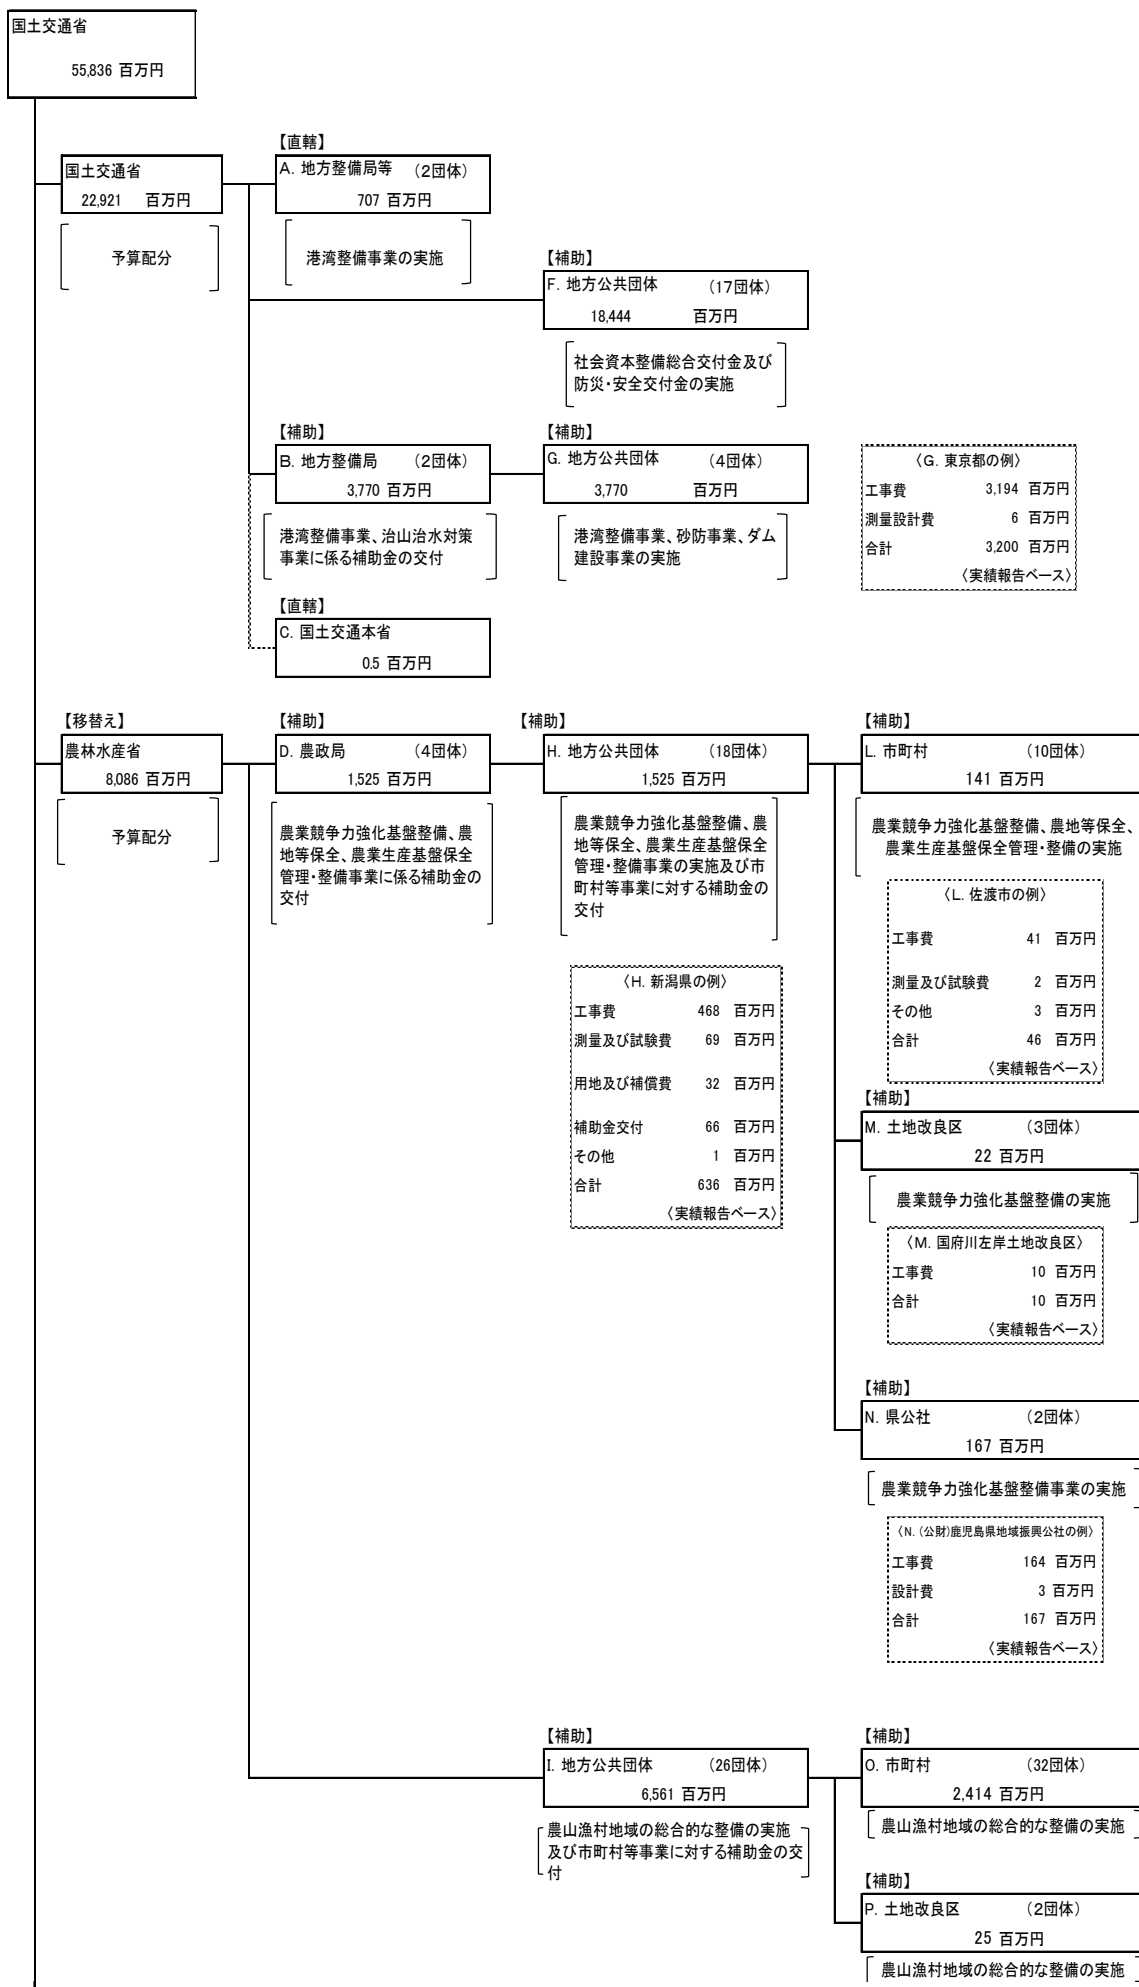 国土交通省
55,836 百万円
【直轄】
国土交通省
22,921 百万円
A. 地方整備局等 （2団体）
707 百万円
予算配分
港湾整備事業の実施
【補助】
F. 地方公共団体 （17団体）
18,444 百万円
社会資本整備総合交付金及び
防災・安全交付金の実施
【補助】
B. 地方整備局 （2団体）
3,770 百万円
【補助】
G. 地方公共団体 （4団体）
3,770 百万円
〈G. 東京都の例〉
工事費 3,194 百万円
測量設計費 6 百万円
合計 3,200 百万円
〈実績報告ベース〉
港湾整備事業、治山治水対策
事業に係る補助金の交付
港湾整備事業、砂防事業、ダム
建設事業の実施
【直轄】
C. 国土交通本省
0.5 百万円
【移替え】
農林水産省
8,086 百万円
予算配分
【補助】
D. 農政局 （4団体）
1,525 百万円
農業競争力強化基盤整備、農
地等保全、農業生産基盤保全
管理・整備事業に係る補助金の
交付
【補助】
H. 地方公共団体 （18団体）
1,525 百万円
農業競争力強化基盤整備、農
地等保全、農業生産基盤保全
管理・整備事業の実施及び市
町村等事業に対する補助金の
交付
〈H. 新潟県の例〉
工事費 468 百万円
測量及び試験費 69 百万円
用地及び補償費 32 百万円
補助金交付 66 百万円
その他 1 百万円
合計 636 百万円
〈実績報告ベース〉
【補助】
L. 市町村 （10団体）
141 百万円
農業競争力強化基盤整備、農地等保全、
農業生産基盤保全管理・整備の実施
〈L. 佐渡市の例〉
工事費 41 百万円
測量及び試験費 2 百万円
その他 3 百万円
合計 46 百万円
〈実績報告ベース〉
【補助】
M. 土地改良区 （3団体）
22 百万円
農業競争力強化基盤整備の実施
〈M. 国府川左岸土地改良区〉
工事費 10 百万円
合計 10 百万円
〈実績報告ベース〉
【補助】
N. 県公社 （2団体）
167 百万円
農業競争力強化基盤整備事業の実施
〈N. （公財）鹿児島県地域振興公社の例〉
工事費 164 百万円
設計費 3 百万円
合計 167 百万円
〈実績報告ベース〉
【補助】
I. 地方公共団体 （26団体）
6,561 百万円
農山漁村地域の総合的な整備の実施
及び市町村等事業に対する補助金の交
付
【補助】
O. 市町村 （32団体）
2,414 百万円
農山漁村地域の総合的な整備の実施
【補助】
P. 土地改良区 （2団体）
25 百万円
農山漁村地域の総合的な整備の実施